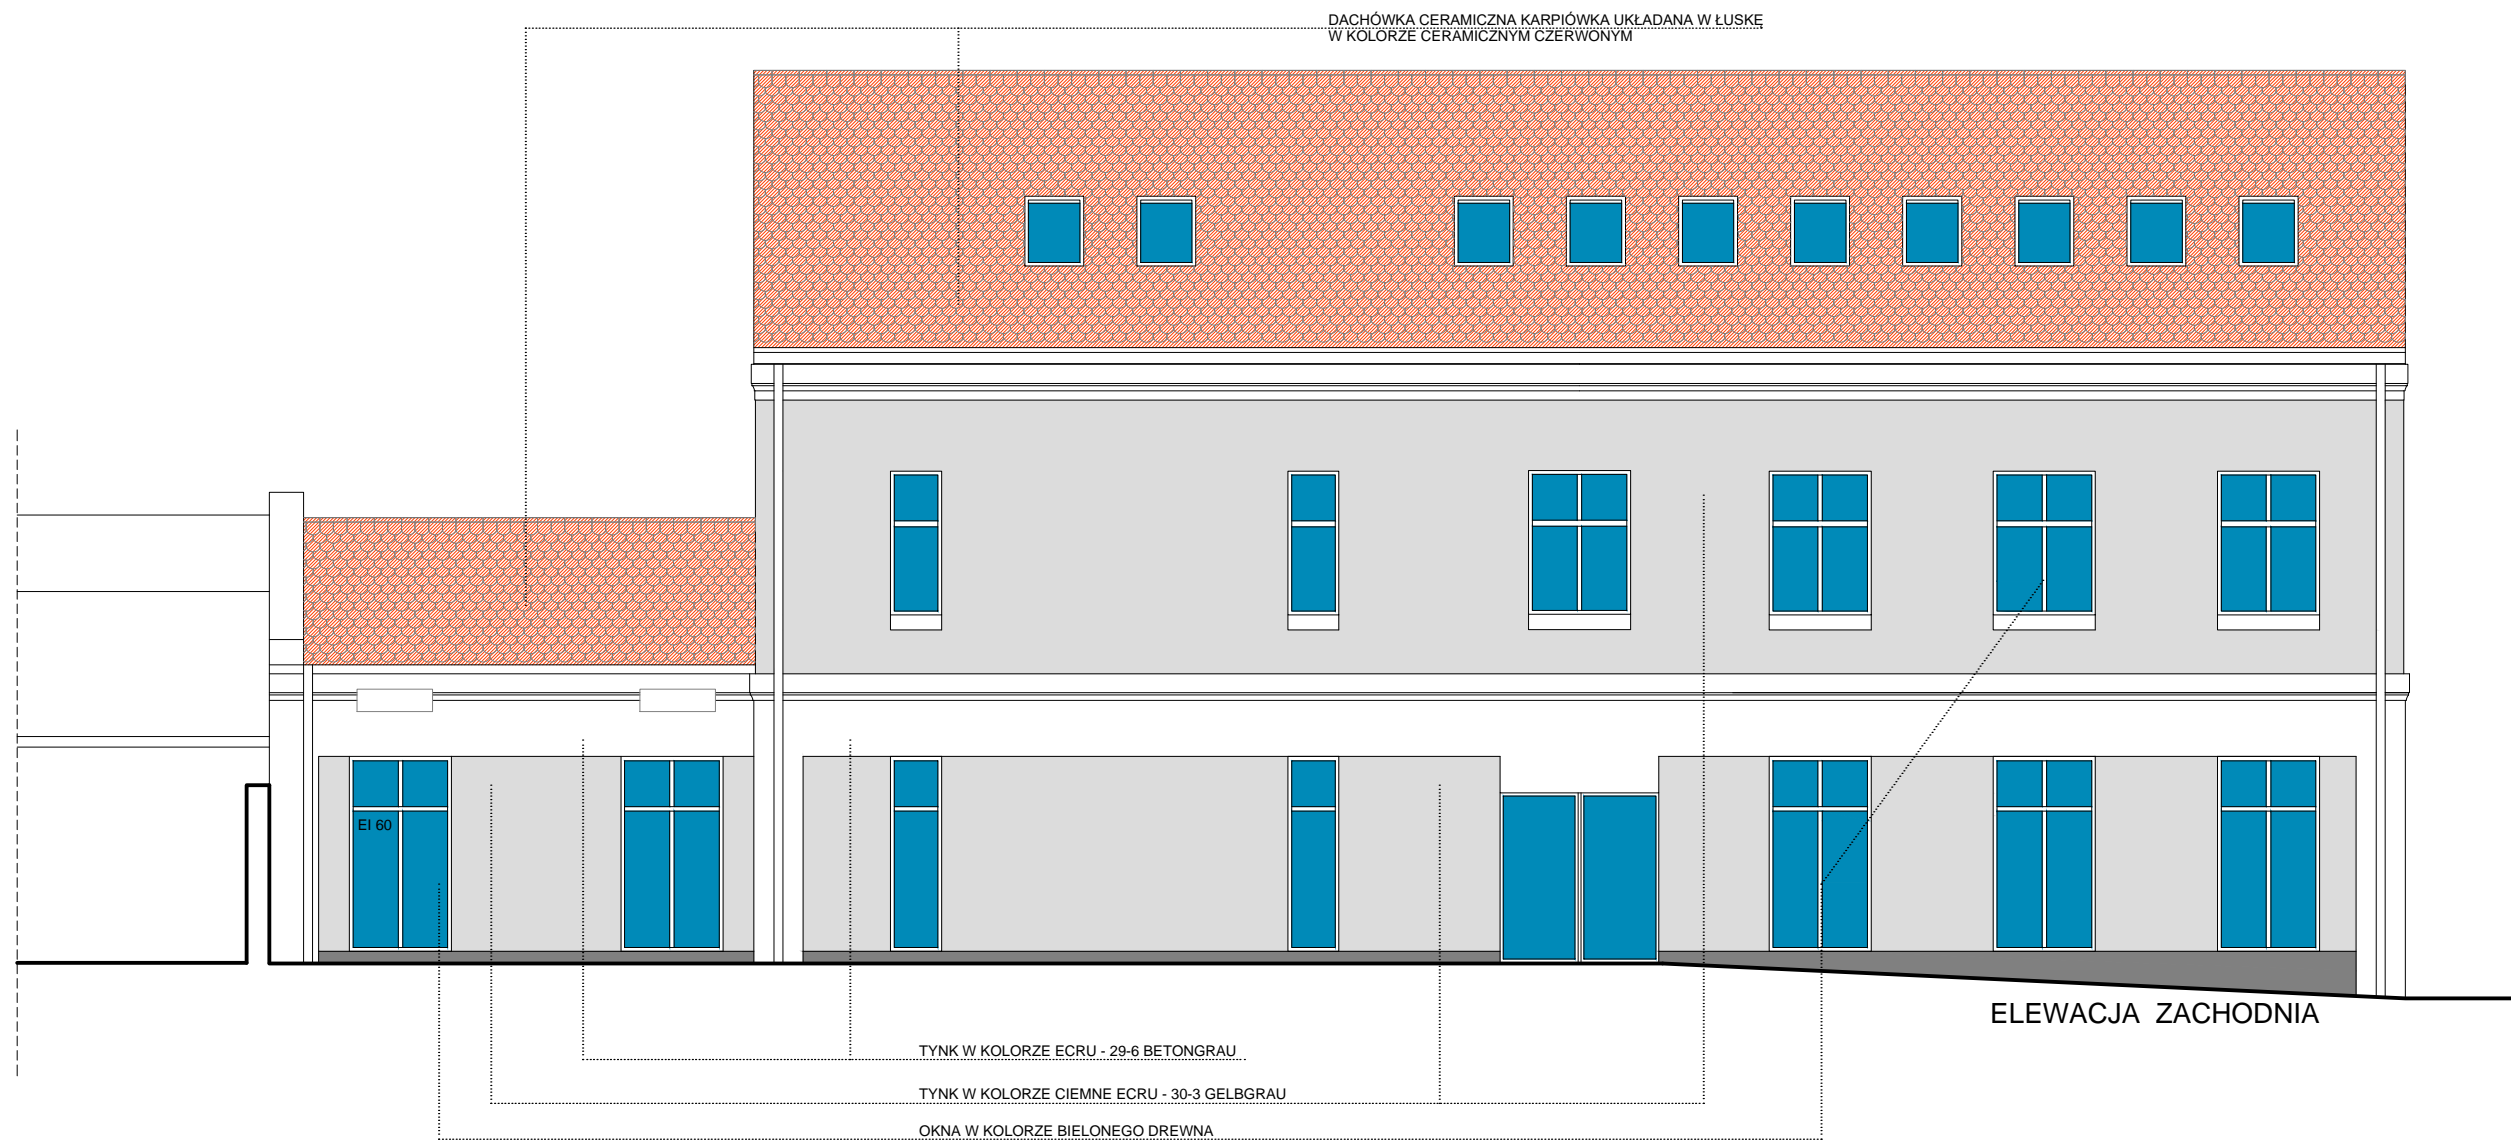 DACHÓWKA CERAMICZNA KARPIÓWKA UKŁADANA W ŁUSKĘ
W KOLORZE CERAMICZNYM CZERWONYM
EI 60
ELEWACJA ZACHODNIA
TYNK W KOLORZE ECRU - 29-6 BETONGRAU
TYNK W KOLORZE CIEMNE ECRU - 30-3 GELBGRAU
OKNA W KOLORZE BIELONEGO DREWNA